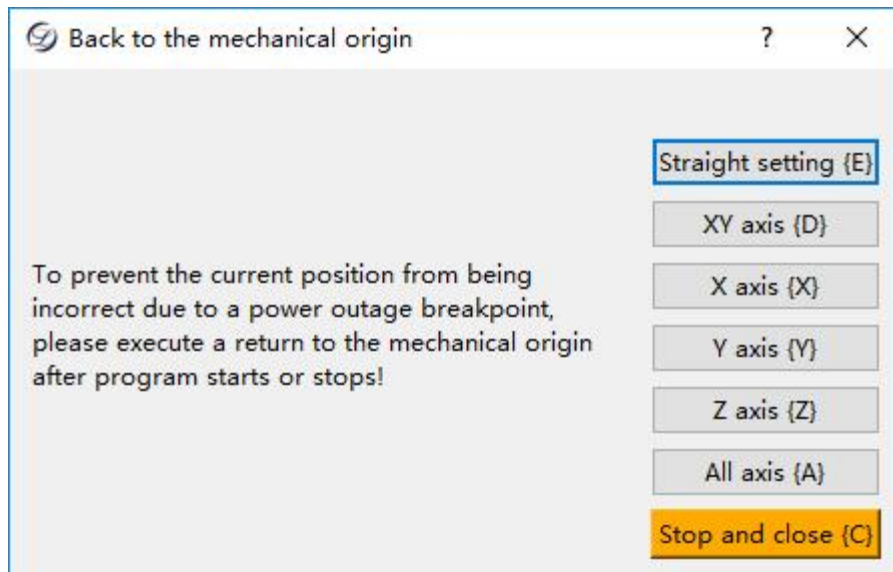 Back to the mechanical origin
?
Straight setting {E}
XY axis {D}
X axis {X}
Y axis {Y}
Z axis {Z}
All axis {A}
Stop and close {C}
To prevent the current position from being
incorrect due to a power outage breakpoint,
please execute a return to the mechanical origin
after program starts or stops!